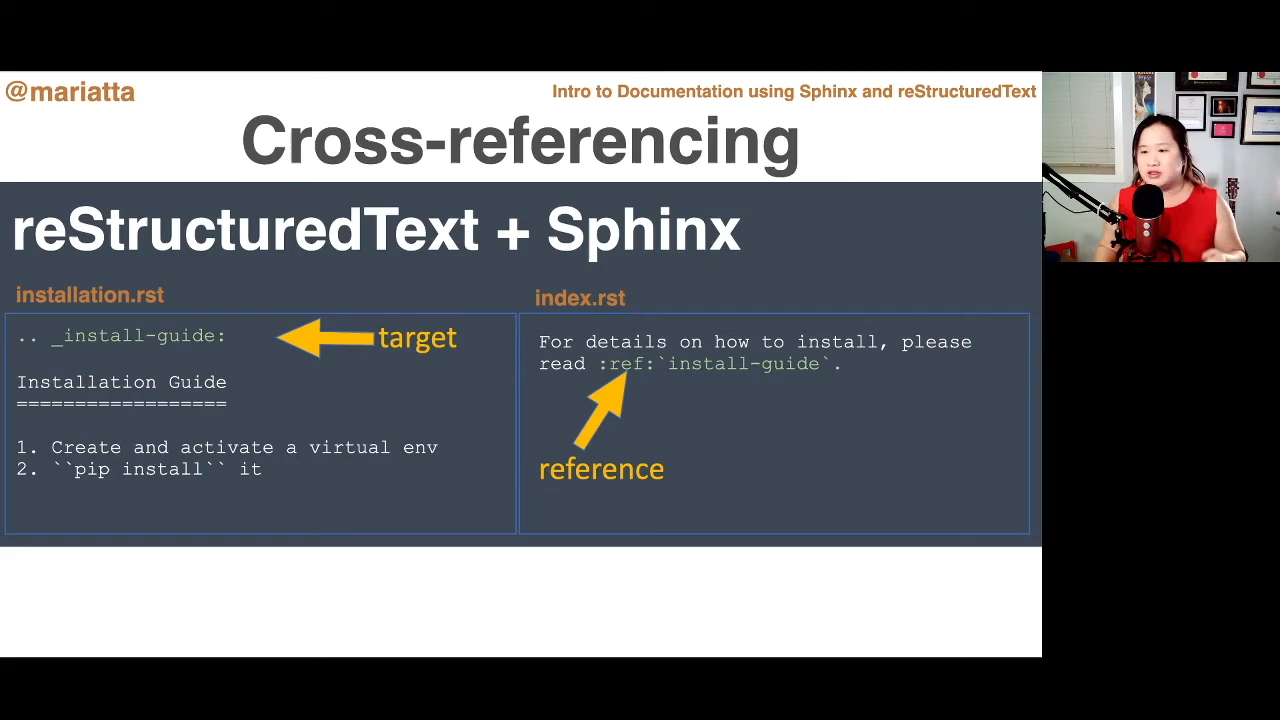 @mariatta
Intro to Documentation using Sphinx and reStructuredText
Cross-referencing
reStructuredText + Sphinx
installation.rst
.. _install-guide:
target
Installation Guide
==================
1. Create and activate a virtual env
2. ``pip install`` it
index.rst
For details on how to install, please
read :ref:`install-guide`.
reference